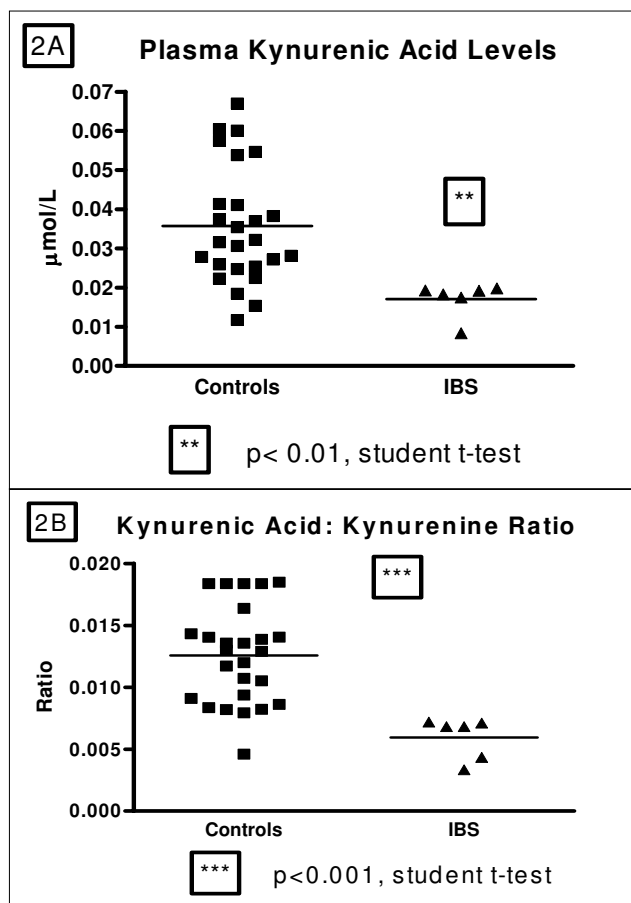 2A
Plasma Kynurenic Acid Levels
0.07
0.06
0.05
0.04
0.03
0.02
0.01
0.00
μmol/L
**
Controls IBS
** p< 0.01, student t-test
2B
Kynurenic Acid: Kynurenine Ratio
0.020
0.015
0.010
0.005
0.000
Ratio
***
Controls IBS
*** p<0.001, student t-test